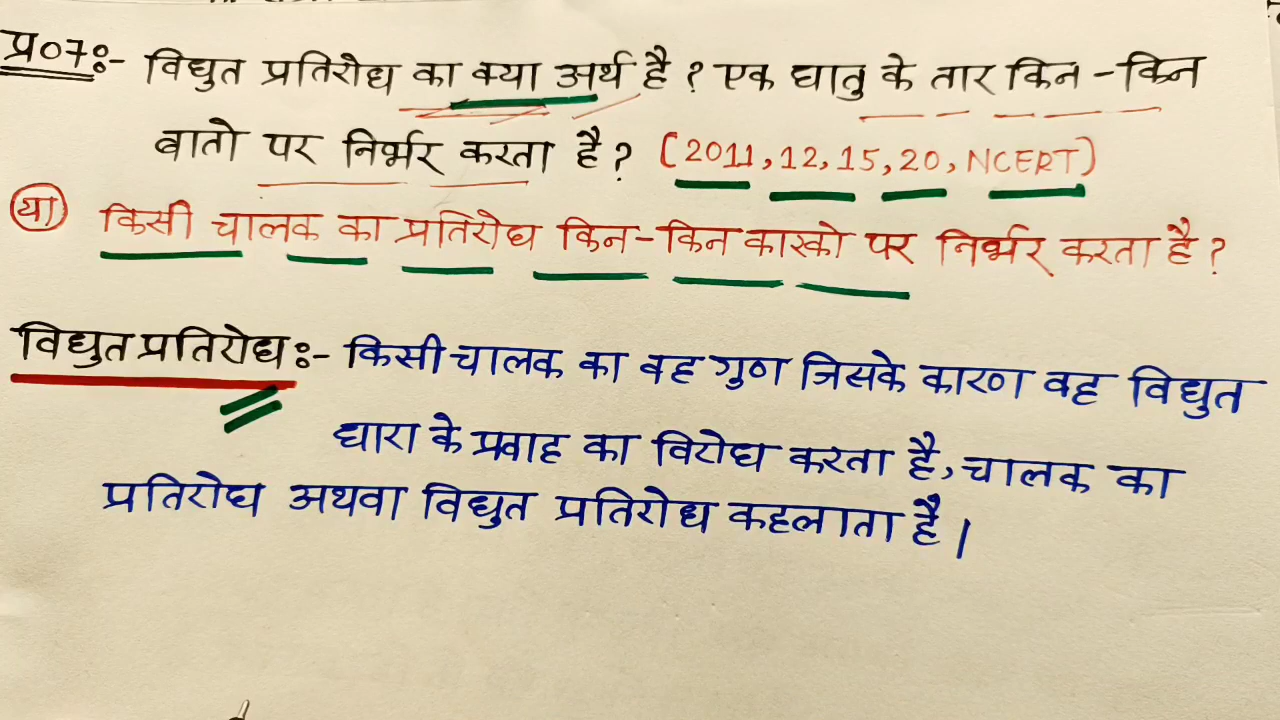 प्र०7ः- विद्युत प्रतिरोध का क्या अर्थ है ? एक धातु के तार किन - किन
बातो पर निर्भर करता है ? (2011, 12, 15, 20, NCERT)
(या) किसी चालक का प्रतिरोध किन-किन कारको पर निर्भर करता है ?
विद्युत प्रतिरोधः- किसी चालक का वह गुण जिसके कारण वह विद्युत
धारा के प्रवाह का विरोध करता है, चालक का
प्रतिरोध अथवा विद्युत प्रतिरोध कहलाता है।